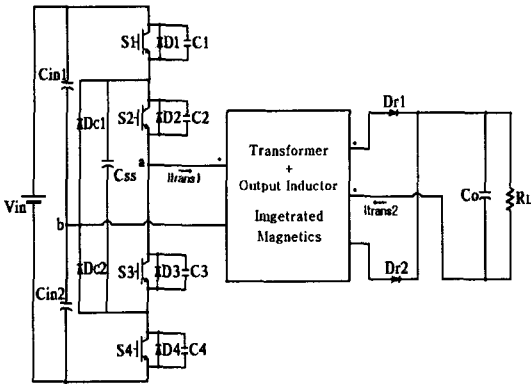 S1
D1
C1
Cin1
Dc1
S2
D2
C2
Css
a
Itrans1
Vin
b
Transformer
+
Output Inductor
Imgetrated
Magnetics
Dr1
Itrans2
Co
RL
Dc2
S3
D3
C3
Dr2
Cin2
S4
D4
C4